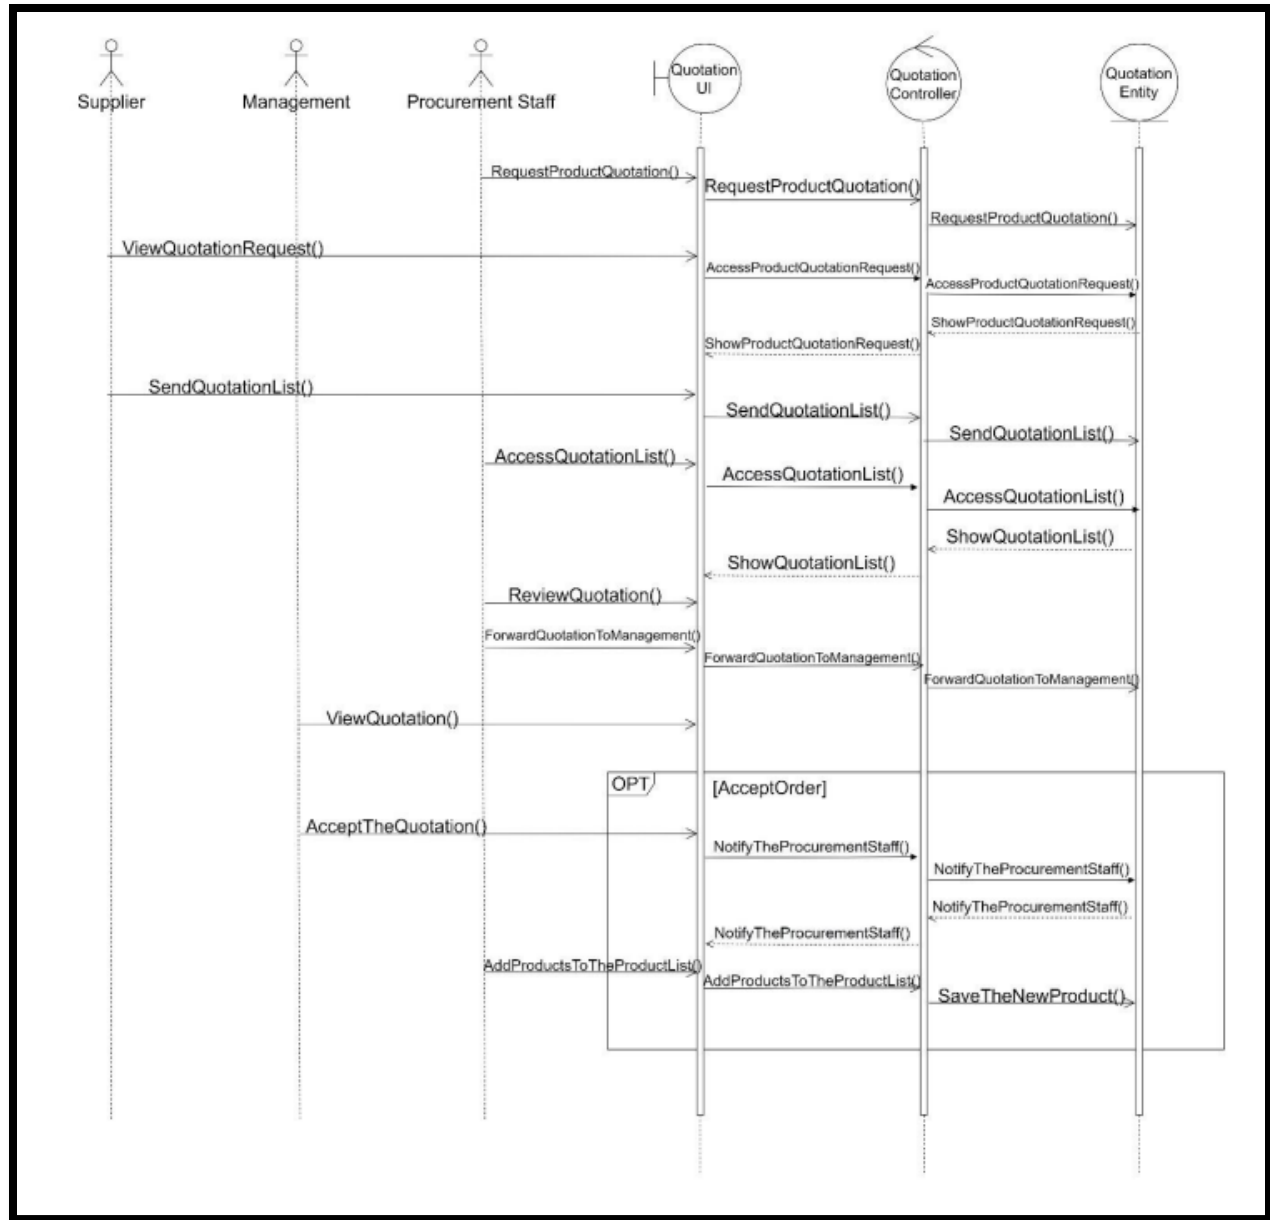 Supplier
Management
Procurement Staff
Quotation
UI
Quotation
Controller
Quotation
Entity
RequestProductQuotation()
RequestProductQuotation()
RequestProductQuotation()
ViewQuotationRequest()
AccessProductQuotationRequest()
AccessProductQuotationRequest()
ShowProductQuotationRequest()
ShowProductQuotationRequest()
SendQuotationList()
SendQuotationList()
SendQuotationList()
AccessQuotationList()
AccessQuotationList()
AccessQuotationList()
ShowQuotationList()
ShowQuotationList()
ReviewQuotation()
ForwardQuotationToManagement()
ForwardQuotationToManagement()
ForwardQuotationToManagement()
ViewQuotation()
OPT
[AcceptOrder]
AcceptTheQuotation()
NotifyTheProcurementStaff()
NotifyTheProcurementStaff()
NotifyTheProcurementStaff()
NotifyTheProcurementStaff()
AddProductsToTheProductList()
AddProductsToTheProductList()
SaveTheNewProduct()